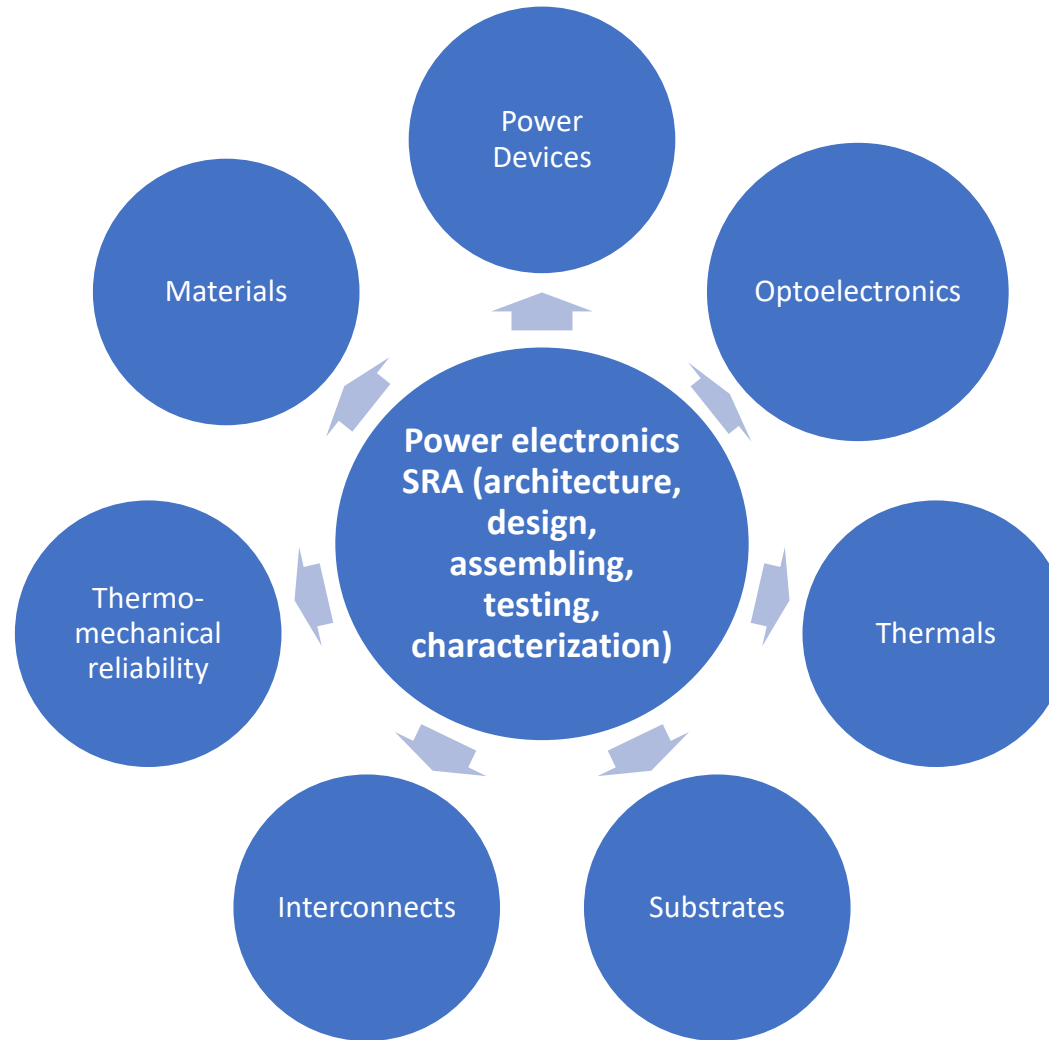 Power
Devices
Materials
Optoelectronics
Power electronics
SRA (architecture,
design,
assembling,
testing,
characterization)
Thermo-
mechanical
reliability
Thermals
Interconnects
Substrates